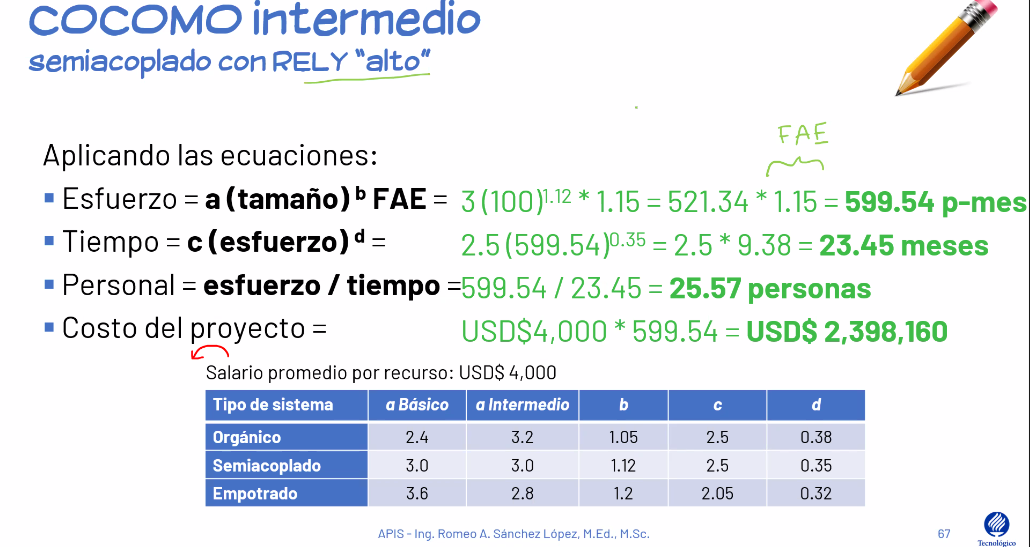 COCOMO intermedio
semiacoplado con RELY "alto"
FAE
Aplicando las ecuaciones:
▪ Esfuerzo = a (tamaño) ᵇ FAE = 3 (100)^1.12 * 1.15 = 521.34 * 1.15 = 599.54 p-mes
▪ Tiempo = c (esfuerzo) ᵈ = 2.5 (599.54)^0.35 = 2.5 * 9.38 = 23.45 meses
▪ Personal = esfuerzo / tiempo = 599.54 / 23.45 = 25.57 personas
▪ Costo del proyecto = USD$4,000 * 599.54 = USD$ 2,398,160
Salario promedio por recurso: USD$ 4,000
Tipo de sistema a Básico a Intermedio b c d
Orgánico 2.4 3.2 1.05 2.5 0.38
Semiacoplado 3.0 3.0 1.12 2.5 0.35
Empotrado 3.6 2.8 1.2 2.05 0.32
APIS - Ing. Romeo A. Sánchez López, M.Ed., M.Sc. 67
Tecnológico